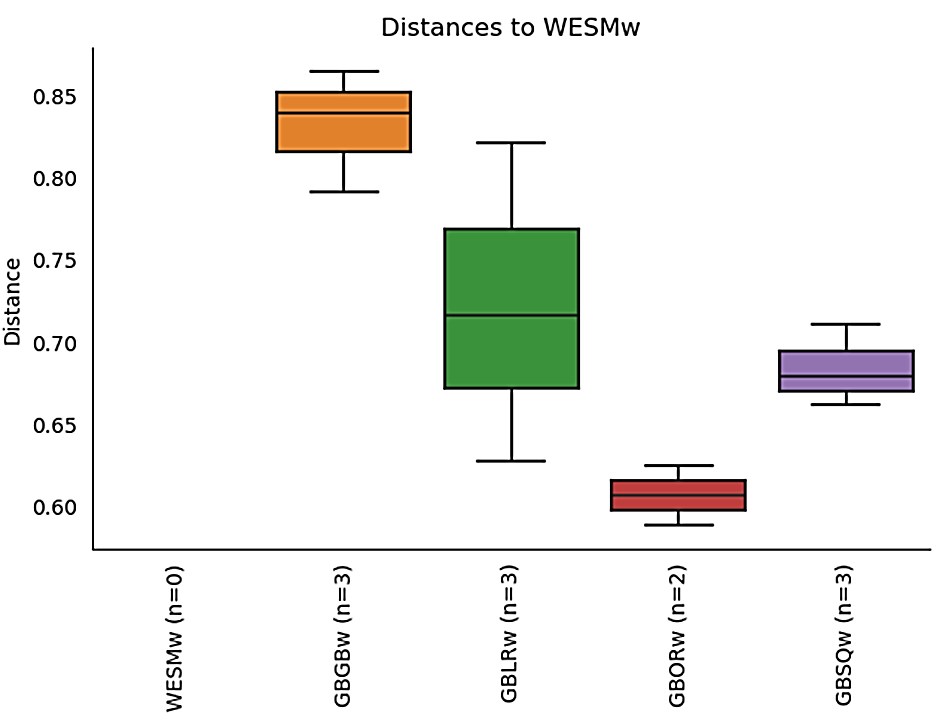 Distances to WESMw
Distance
0.85
0.80
0.75
0.70
0.65
0.60
WESMw (n=0)
GBGBw (n=3)
GBLRw (n=3)
GBORw (n=2)
GBSQw (n=3)